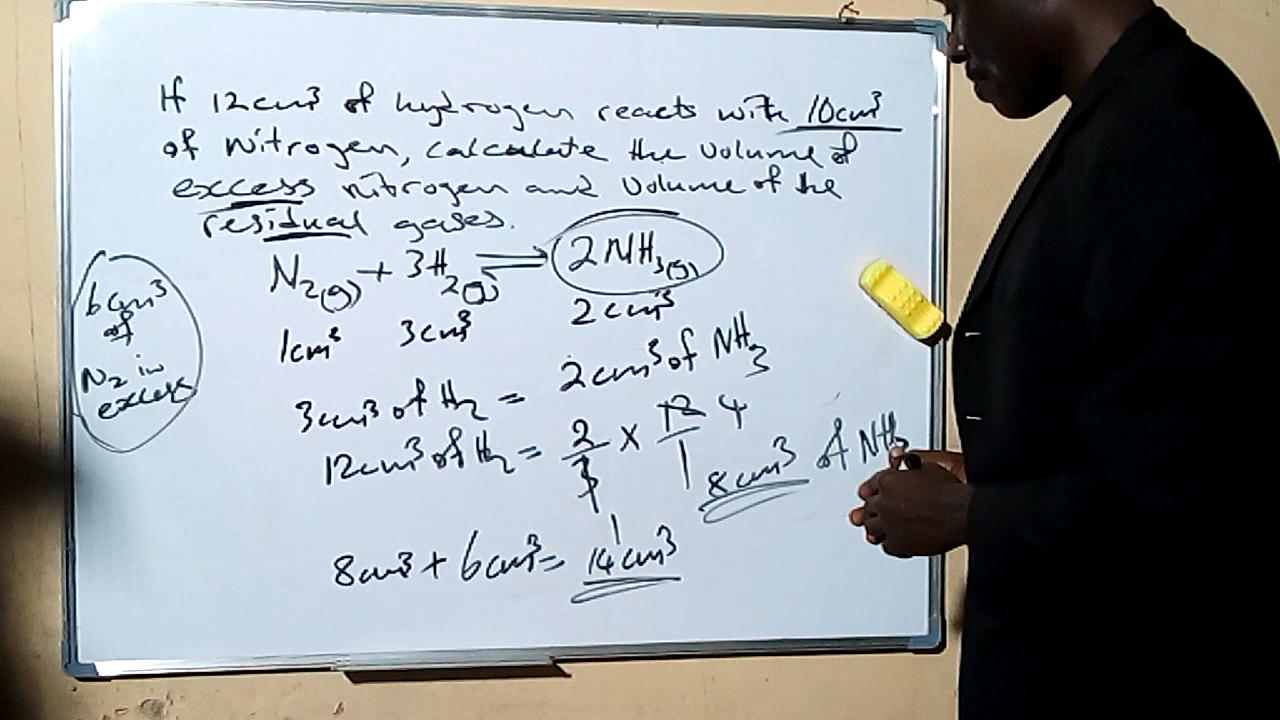 If 12cm³ of hydrogen reacts with 10cm³
of Nitrogen, calculate the volume of
excess nitrogen and volume of the
residual gases.
N₂(g) + 3H₂(g) ⇌ 2NH₃(g)
1cm³ 3cm³ 2cm³
6cm³
of
N₂ in
excess
3cm³ of H₂ = 2cm³ of NH₃
12cm³ of H₂ = 2/3 × 12/1 4
1
8cm³ of NH₃
8cm³ + 6cm³ = 14cm³